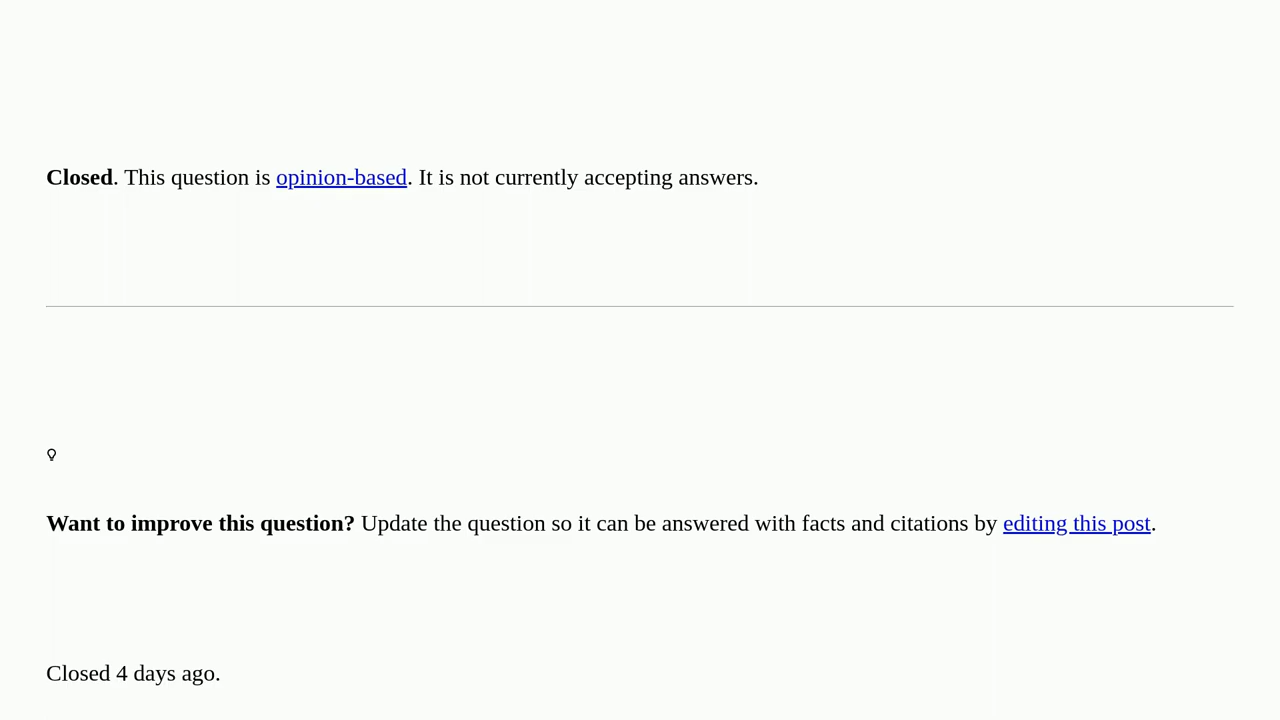 Closed. This question is opinion-based. It is not currently accepting answers.
Want to improve this question? Update the question so it can be answered with facts and citations by editing this post.
Closed 4 days ago.